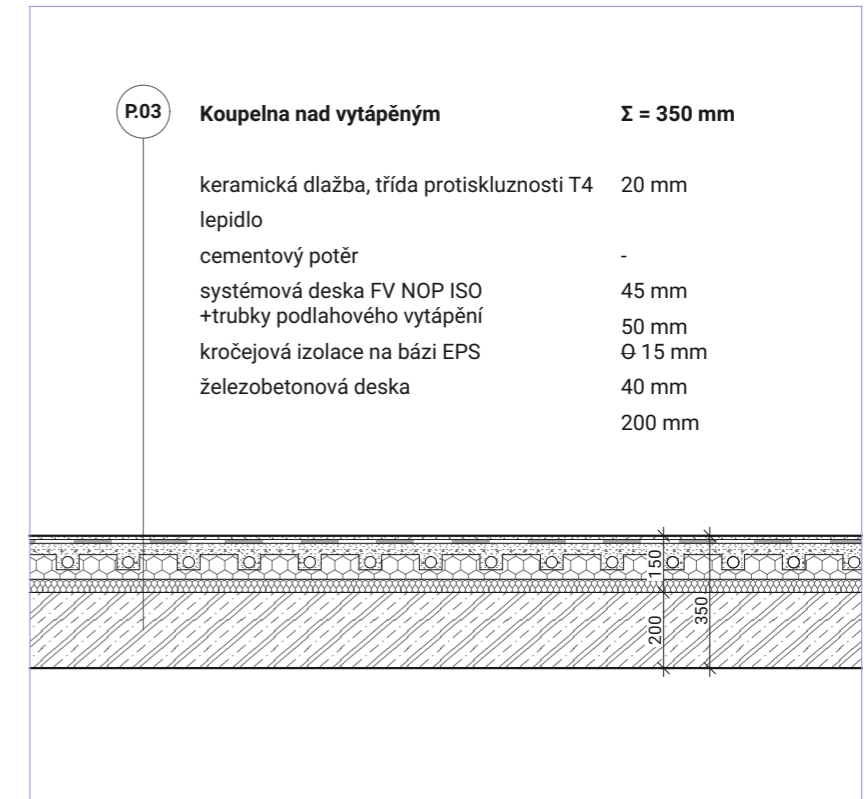 P.03 Koupelna nad vytápěným Σ = 350 mm
keramická dlažba, třída protiskluznosti T4 20 mm
lepidlo
cementový potěr -
systémová deska FV NOP ISO 45 mm
+trubky podlahového vytápění 50 mm
kročejová izolace na bázi EPS Ɵ 15 mm
železobetonová deska 40 mm
200 mm
150
350
200